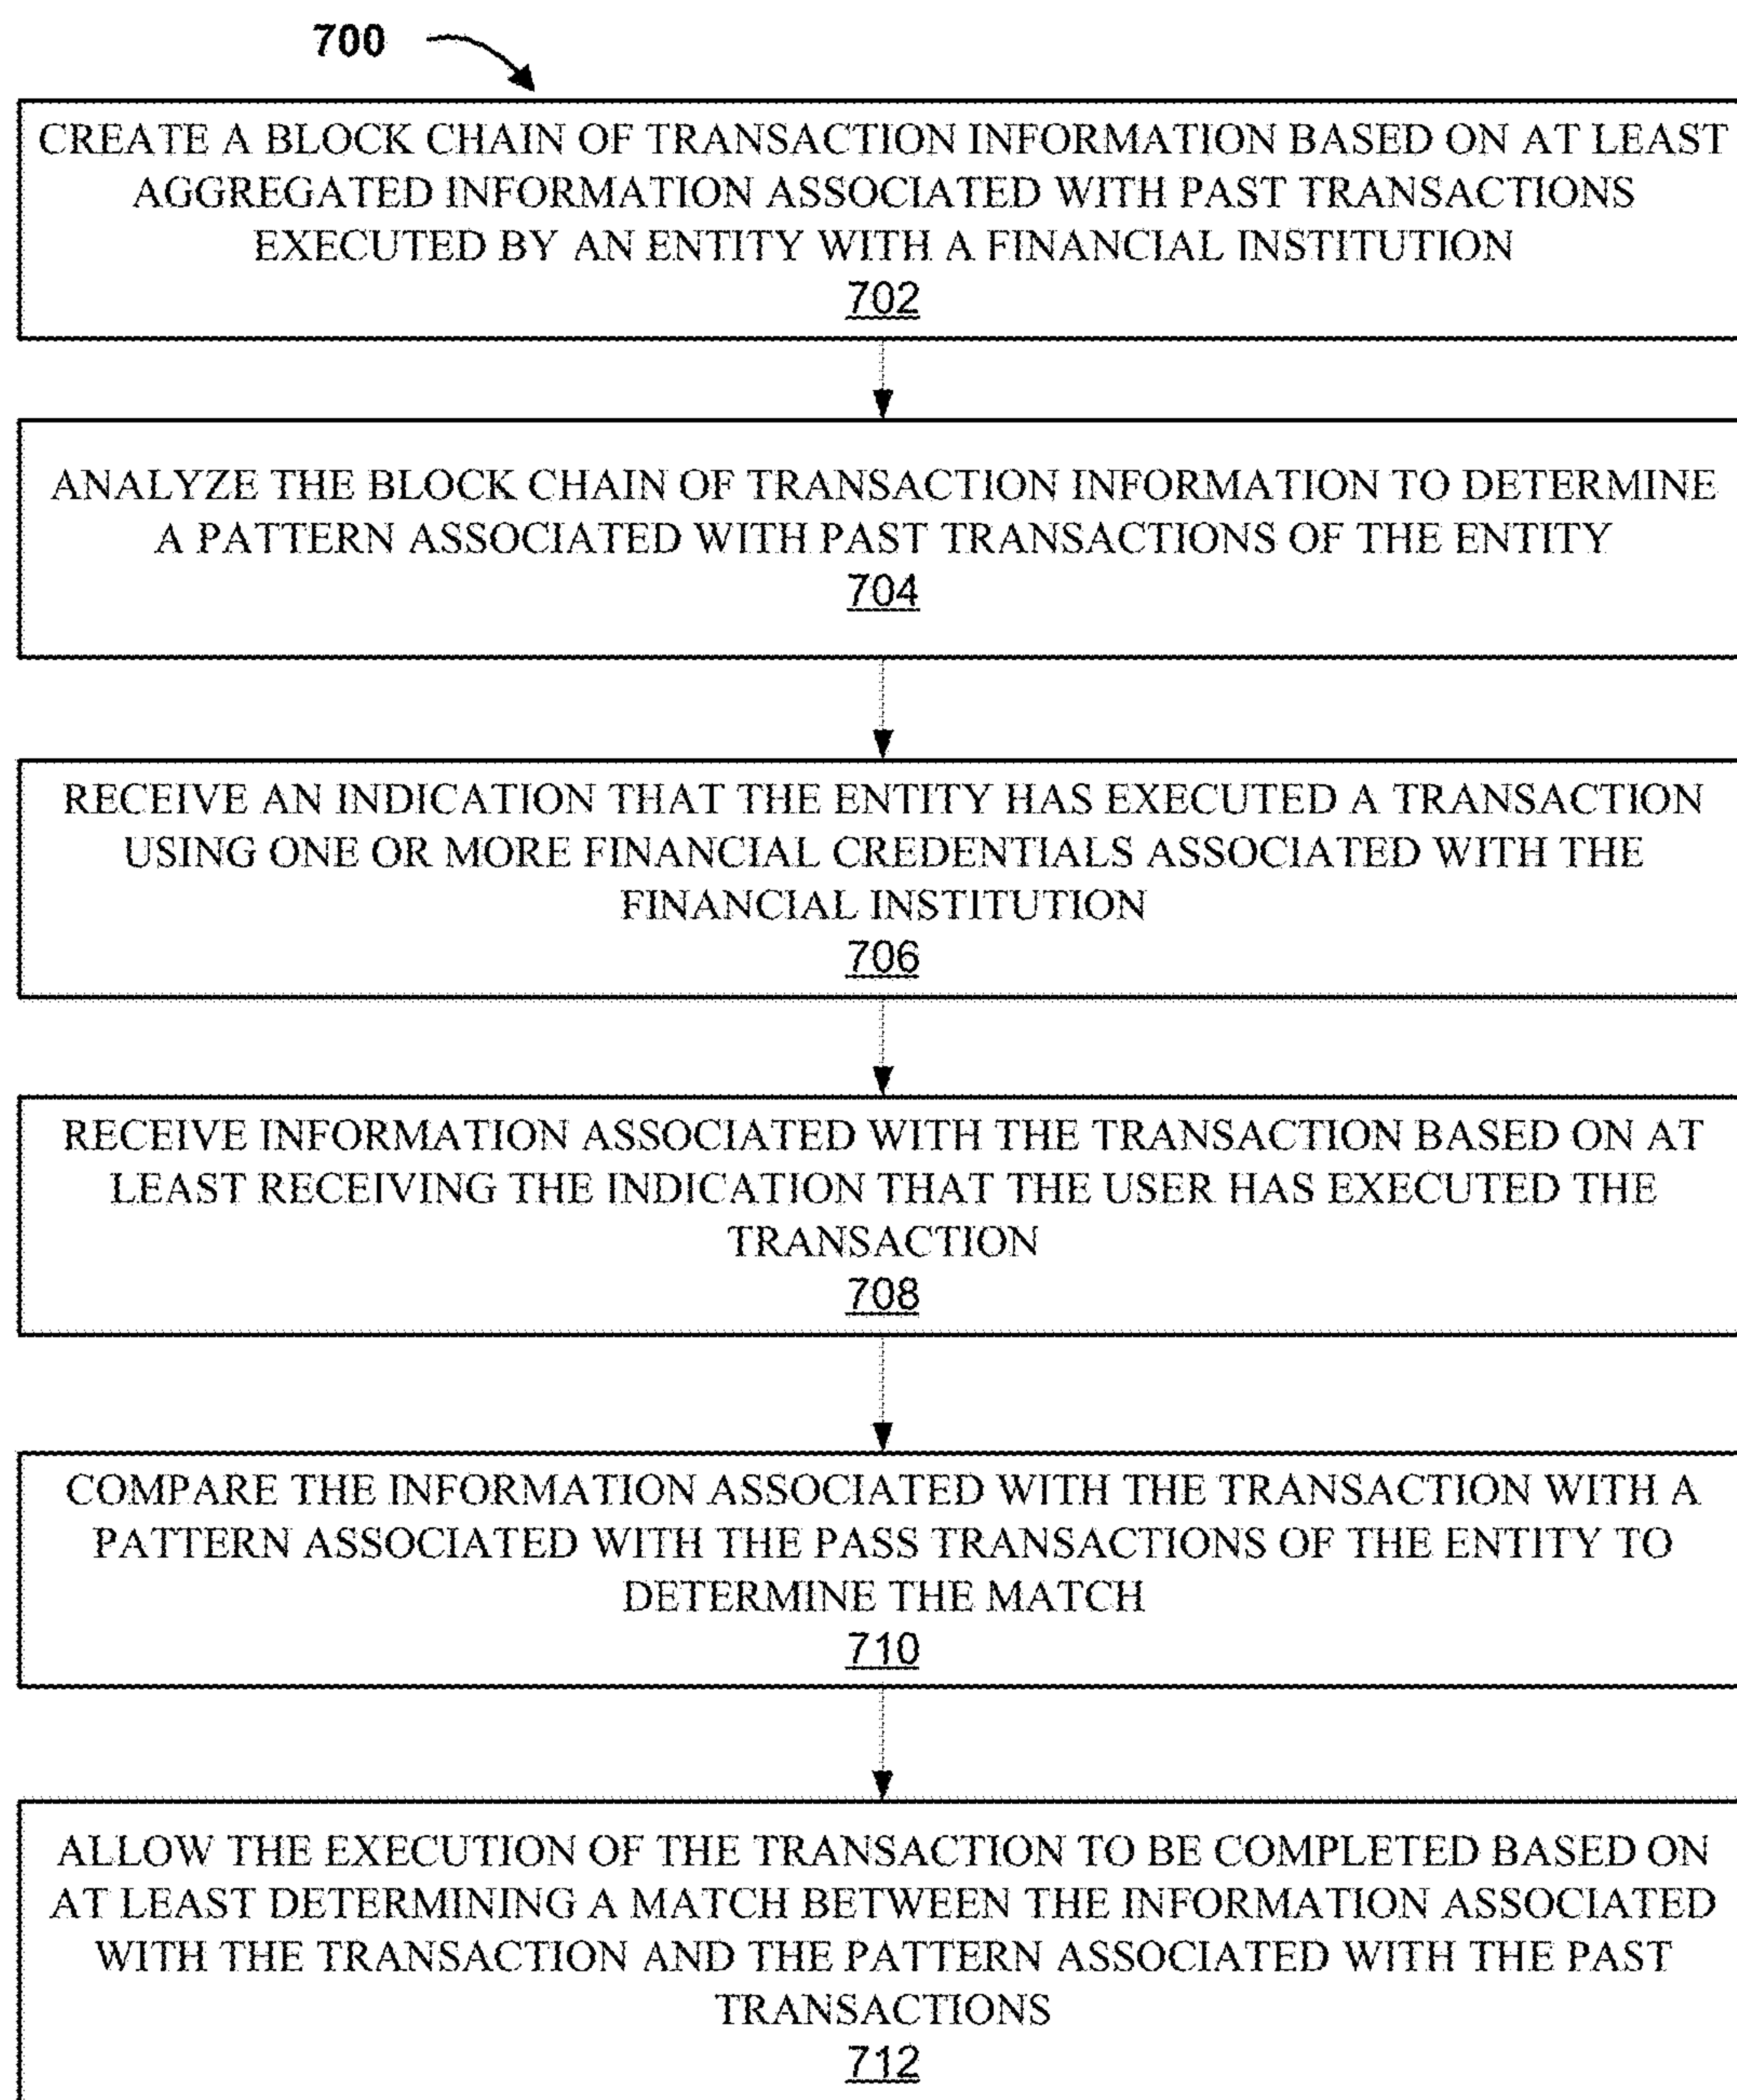 700
CREATE A BLOCK CHAIN OF TRANSACTION INFORMATION BASED ON AT LEAST
AGGREGATED INFORMATION ASSOCIATED WITH PAST TRANSACTIONS
EXECUTED BY AN ENTITY WITH A FINANCIAL INSTITUTION
702
ANALYZE THE BLOCK CHAIN OF TRANSACTION INFORMATION TO DETERMINE
A PATTERN ASSOCIATED WITH PAST TRANSACTIONS OF THE ENTITY
704
RECEIVE AN INDICATION THAT THE ENTITY HAS EXECUTED A TRANSACTION
USING ONE OR MORE FINANCIAL CREDENTIALS ASSOCIATED WITH THE
FINANCIAL INSTITUTION
706
RECEIVE INFORMATION ASSOCIATED WITH THE TRANSACTION BASED ON AT
LEAST RECEIVING THE INDICATION THAT THE USER HAS EXECUTED THE
TRANSACTION
708
COMPARE THE INFORMATION ASSOCIATED WITH THE TRANSACTION WITH A
PATTERN ASSOCIATED WITH THE PASS TRANSACTIONS OF THE ENTITY TO
DETERMINE THE MATCH
710
ALLOW THE EXECUTION OF THE TRANSACTION TO BE COMPLETED BASED ON
AT LEAST DETERMINING A MATCH BETWEEN THE INFORMATION ASSOCIATED
WITH THE TRANSACTION AND THE PATTERN ASSOCIATED WITH THE PAST
TRANSACTIONS
712